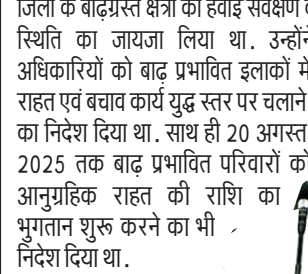 जिलों के बाढ़ग्रस्त क्षेत्रों का हवाई सर्वेक्षण
स्थिति का जायजा लिया था. उन्होंने
अधिकारियों को बाढ़ प्रभावित इलाकों में
राहत एवं बचाव कार्य युद्ध स्तर पर चलाने
का निदेश दिया था. साथ ही 20 अगस्त
2025 तक बाढ़ प्रभावित परिवारों को
आनुग्रहिक राहत की राशि का
भुगतान शुरू करने का भी
निदेश दिया था.